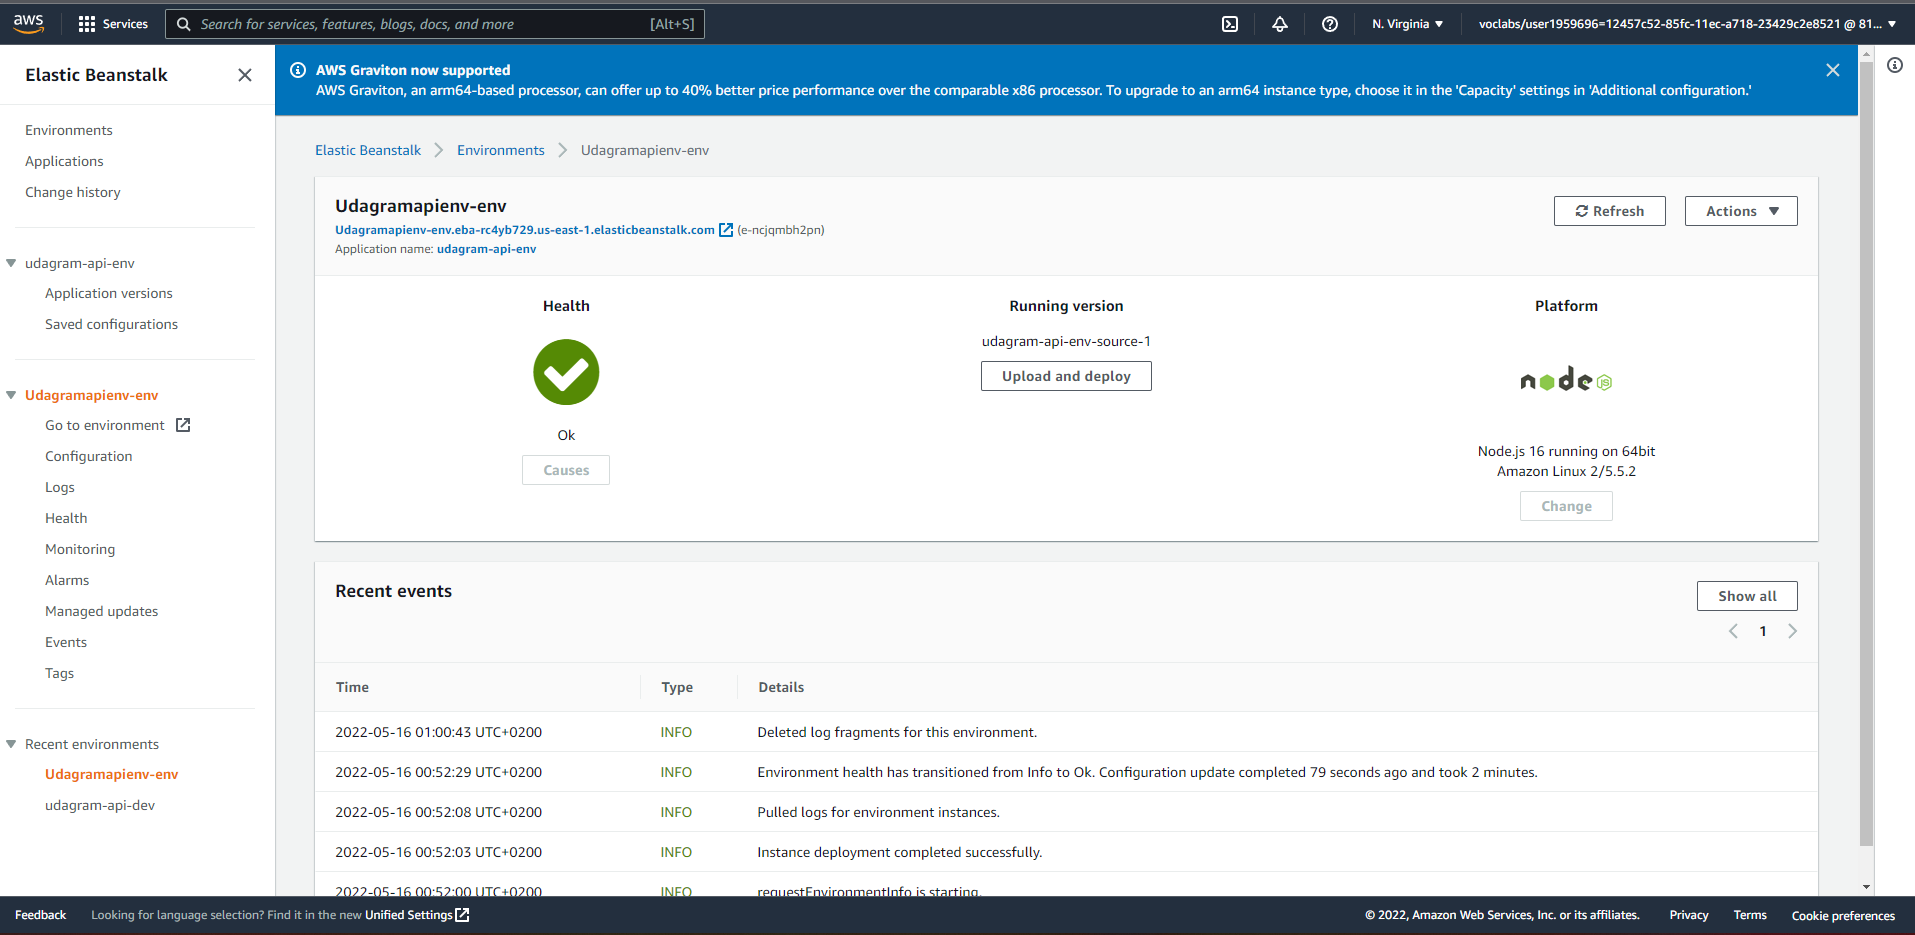 aws
Services
Search for services, features, blogs, docs, and more
[Alt+S]
N. Virginia
voclabs/user1959696=12457c52-85fc-11ec-a718-23429c2e8521 @ 81...
Elastic Beanstalk
Environments
Applications
Change history
udagram-api-env
Application versions
Saved configurations
Udagramapienv-env
Go to environment
Configuration
Logs
Health
Monitoring
Alarms
Managed updates
Events
Tags
Recent environments
Udagramapienv-env
udagram-api-dev
AWS Graviton now supported
AWS Graviton, an arm64-based processor, can offer up to 40% better price performance over the comparable x86 processor. To upgrade to an arm64 instance type, choose it in the 'Capacity' settings in 'Additional configuration.'
Elastic Beanstalk
Environments
Udagramapienv-env
Udagramapienv-env
Udagramapienv-env.eba-rc4yb729.us-east-1.elasticbeanstalk.com (e-ncjqmbh2pn)
Application name: udagram-api-env
Refresh
Actions
Health
Ok
Causes
Running version
udagram-api-env-source-1
Upload and deploy
Platform
node JS
Node.js 16 running on 64bit
Amazon Linux 2/5.5.2
Change
Recent events
Show all
1
Time Type Details
2022-05-16 01:00:43 UTC+0200 INFO Deleted log fragments for this environment.
2022-05-16 00:52:29 UTC+0200 INFO Environment health has transitioned from Info to Ok. Configuration update completed 79 seconds ago and took 2 minutes.
2022-05-16 00:52:08 UTC+0200 INFO Pulled logs for environment instances.
2022-05-16 00:52:03 UTC+0200 INFO Instance deployment completed successfully.
2022-05-16 00:52:00 UTC+0200 INFO requestEnvironmentInfo is starting.
Feedback
Looking for language selection? Find it in the new Unified Settings
© 2022, Amazon Web Services, Inc. or its affiliates.
Privacy
Terms
Cookie preferences